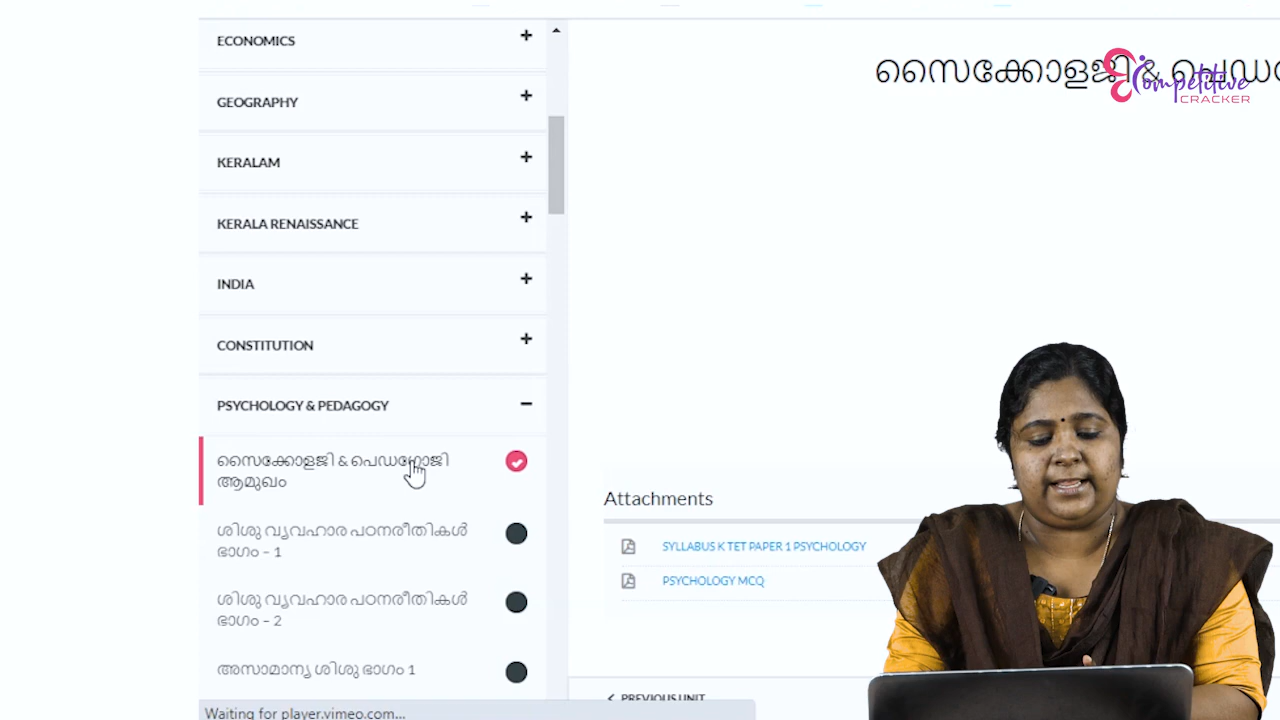 ECONOMICS
GEOGRAPHY
KERALAM
KERALA RENAISSANCE
INDIA
CONSTITUTION
PSYCHOLOGY & PEDAGOGY
സൈക്കോളജി & പെഡഗോജി
ആമുഖം
ശിശു വ്യവഹാര പഠനരീതികൾ
ഭാഗം - 1
ശിശു വ്യവഹാര പഠനരീതികൾ
ഭാഗം - 2
അസാമാന്യ ശിശു ഭാഗം 1
Waiting for player.vimeo.com...
സൈക്കോളജി &
Competitive
CRACKER
Attachments
SYLLABUS K TET PAPER 1 PSYCHOLOGY
PSYCHOLOGY MCQ
< PREVIOUS UNIT